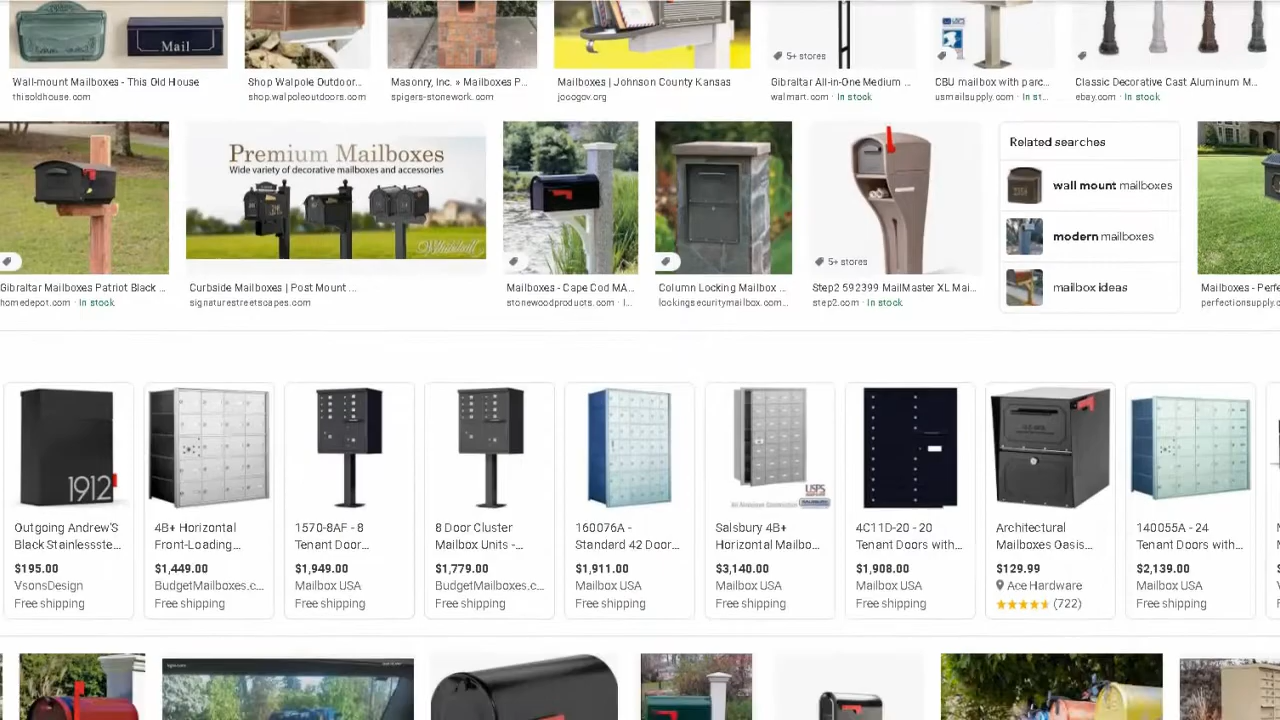 Mail
5+ stores
Wall-mount Mailboxes - This Old House
thisoldhouse.com
Shop Walpole Outdoor...
shop.walpoleoutdoors.com
Masonry, Inc. » Mailboxes P...
spigers-stonework.com
Mailboxes | Johnson County Kansas
jocogov.org
Gibraltar All-in-One Medium ...
walmart.com · In stock
CBU mailbox with parc...
usmailsupply.com · In st...
Classic Decorative Cast Aluminum M...
ebay.com · In stock
Premium Mailboxes
Wide variety of decorative mailboxes and accessories
5+ stores
Gibraltar Mailboxes Patriot Black ...
homedepot.com · In stock
Curbside Mailboxes | Post Mount ...
signaturestreetscapes.com
Mailboxes - Cape Cod MA...
stonewoodproducts.com · I...
Column Locking Mailbox ...
lockingsecuritymailbox.com...
Step2 592399 MailMaster XL Mai...
step2.com · In stock
Related searches
wall mount mailboxes
modern mailboxes
mailbox ideas
Mailboxes - Perfe
perfectionsupply.c
1912
USPS
Outgoing Andrew'S
Black Stainlessste...
$195.00
VsonsDesign
Free shipping
4B+ Horizontal
Front-Loading...
$1,449.00
BudgetMailboxes.c...
Free shipping
1570-8AF - 8
Tenant Door...
$1,949.00
Mailbox USA
Free shipping
8 Door Cluster
Mailbox Units -...
$1,779.00
BudgetMailboxes.c...
Free shipping
160076A -
Standard 42 Door...
$1,911.00
Mailbox USA
Free shipping
Salsbury 4B+
Horizontal Mailbo...
$3,140.00
Mailbox USA
Free shipping
4C11D-20 - 20
Tenant Doors with...
$1,908.00
Mailbox USA
Free shipping
Architectural
Mailboxes Oasis...
$129.99
Ace Hardware
(722)
140055A - 24
Tenant Doors with...
$2,139.00
Mailbox USA
Free shipping